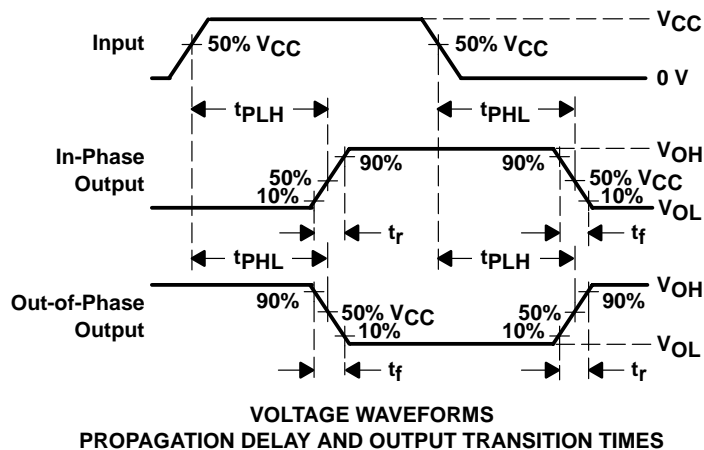 VCC
Input
50% VCC
50% VCC
0 V
tPLH
tPHL
In-Phase
Output
90%
90%
VOH
50%
50% VCC
10%
10%
VOL
tr
tf
tPHL
tPLH
Out-of-Phase
Output
90%
90%
VOH
50% VCC
50%
10%
10%
VOL
tf
tr
VOLTAGE WAVEFORMS
PROPAGATION DELAY AND OUTPUT TRANSITION TIMES